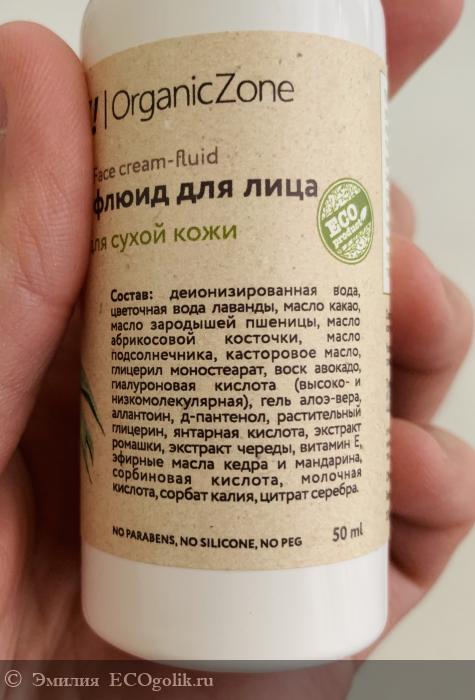 ! | OrganicZone
Face cream-fluid
флюид для лица
для сухой кожи
ECO
product
Состав: деионизированная вода,
цветочная вода лаванды, масло какао,
масло зародышей пшеницы, масло
абрикосовой косточки, масло
подсолнечника, касторовое масло,
глицерил моностеарат, воск авокадо,
гиалуроновая кислота (высоко- и
низкомолекулярная), гель алоэ-вера,
аллантоин, д-пантенол, растительный
глицерин, янтарная кислота, экстракт
ромашки, экстракт череды, витамин Е,
эфирные масла кедра и мандарина,
сорбиновая кислота, молочная
кислота, сорбат калия, цитрат серебра.
NO PARABENS, NO SILICONE, NO PEG
50 ml
© Эмилия ECOgolik.ru